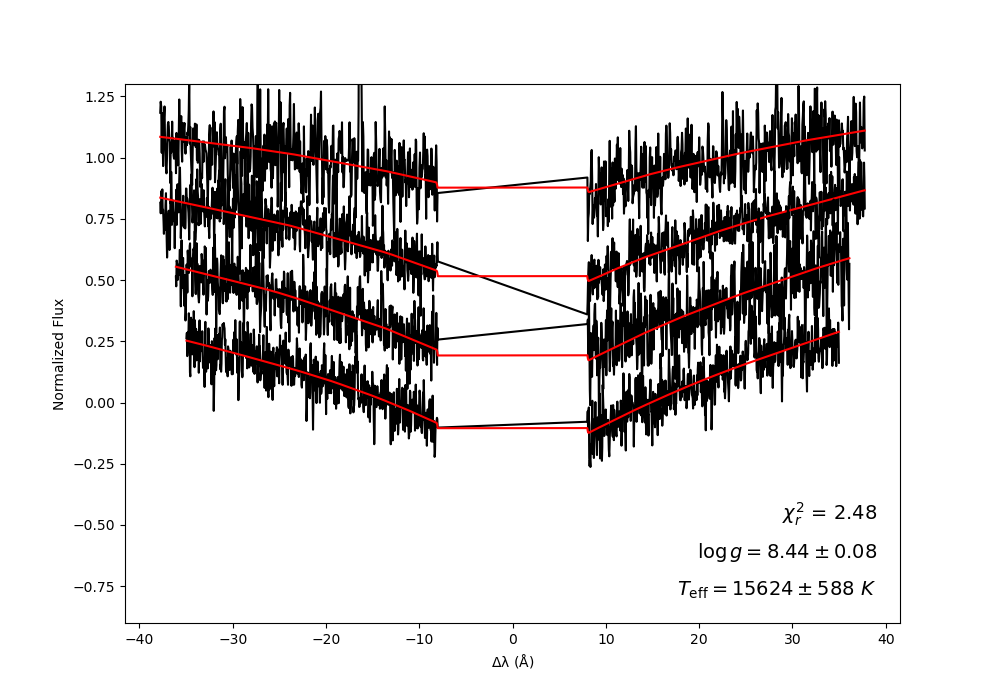 1.25
1.00
0.75
0.50
0.25
0.00
−0.25
−0.50
−0.75
Normalized Flux
χ²ᵣ = 2.48
log g = 8.44 ± 0.08
T_eff = 15624 ± 588 K
−40 −30 −20 −10 0 10 20 30 40
Δλ (Å)